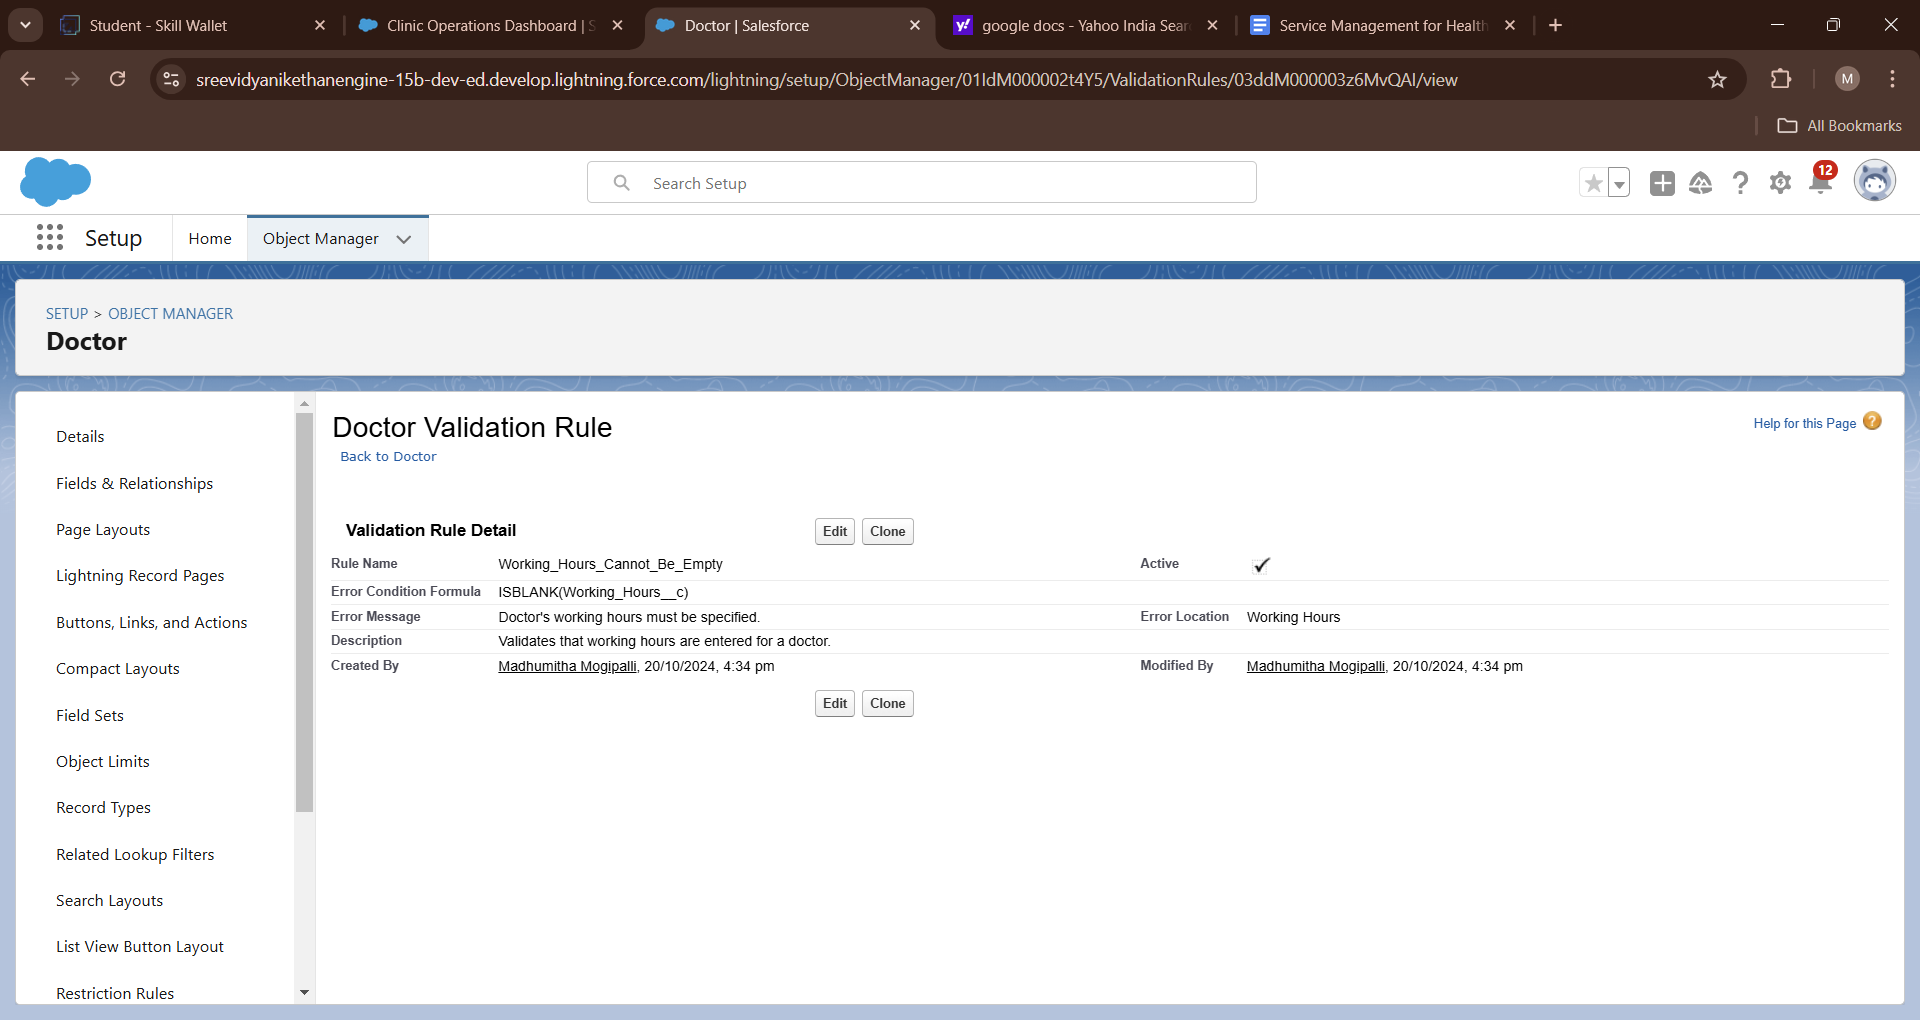 Student - Skill Wallet
Clinic Operations Dashboard | S
Doctor | Salesforce
google docs - Yahoo India Sear
Service Management for Health
sreevidyanikethanengine-15b-dev-ed.develop.lightning.force.com/lightning/setup/ObjectManager/01IdM000002t4Y5/ValidationRules/03ddM000003z6MvQAI/view
M
All Bookmarks
Search Setup
12
Setup
Home
Object Manager
SETUP > OBJECT MANAGER
Doctor
Details
Fields & Relationships
Page Layouts
Lightning Record Pages
Buttons, Links, and Actions
Compact Layouts
Field Sets
Object Limits
Record Types
Related Lookup Filters
Search Layouts
List View Button Layout
Restriction Rules
Doctor Validation Rule
Help for this Page ?
Back to Doctor
Validation Rule Detail
Edit Clone
Rule Name Working_Hours_Cannot_Be_Empty Active
Error Condition Formula ISBLANK(Working_Hours__c)
Error Message Doctor's working hours must be specified. Error Location Working Hours
Description Validates that working hours are entered for a doctor.
Created By Madhumitha Mogipalli, 20/10/2024, 4:34 pm Modified By Madhumitha Mogipalli, 20/10/2024, 4:34 pm
Edit Clone